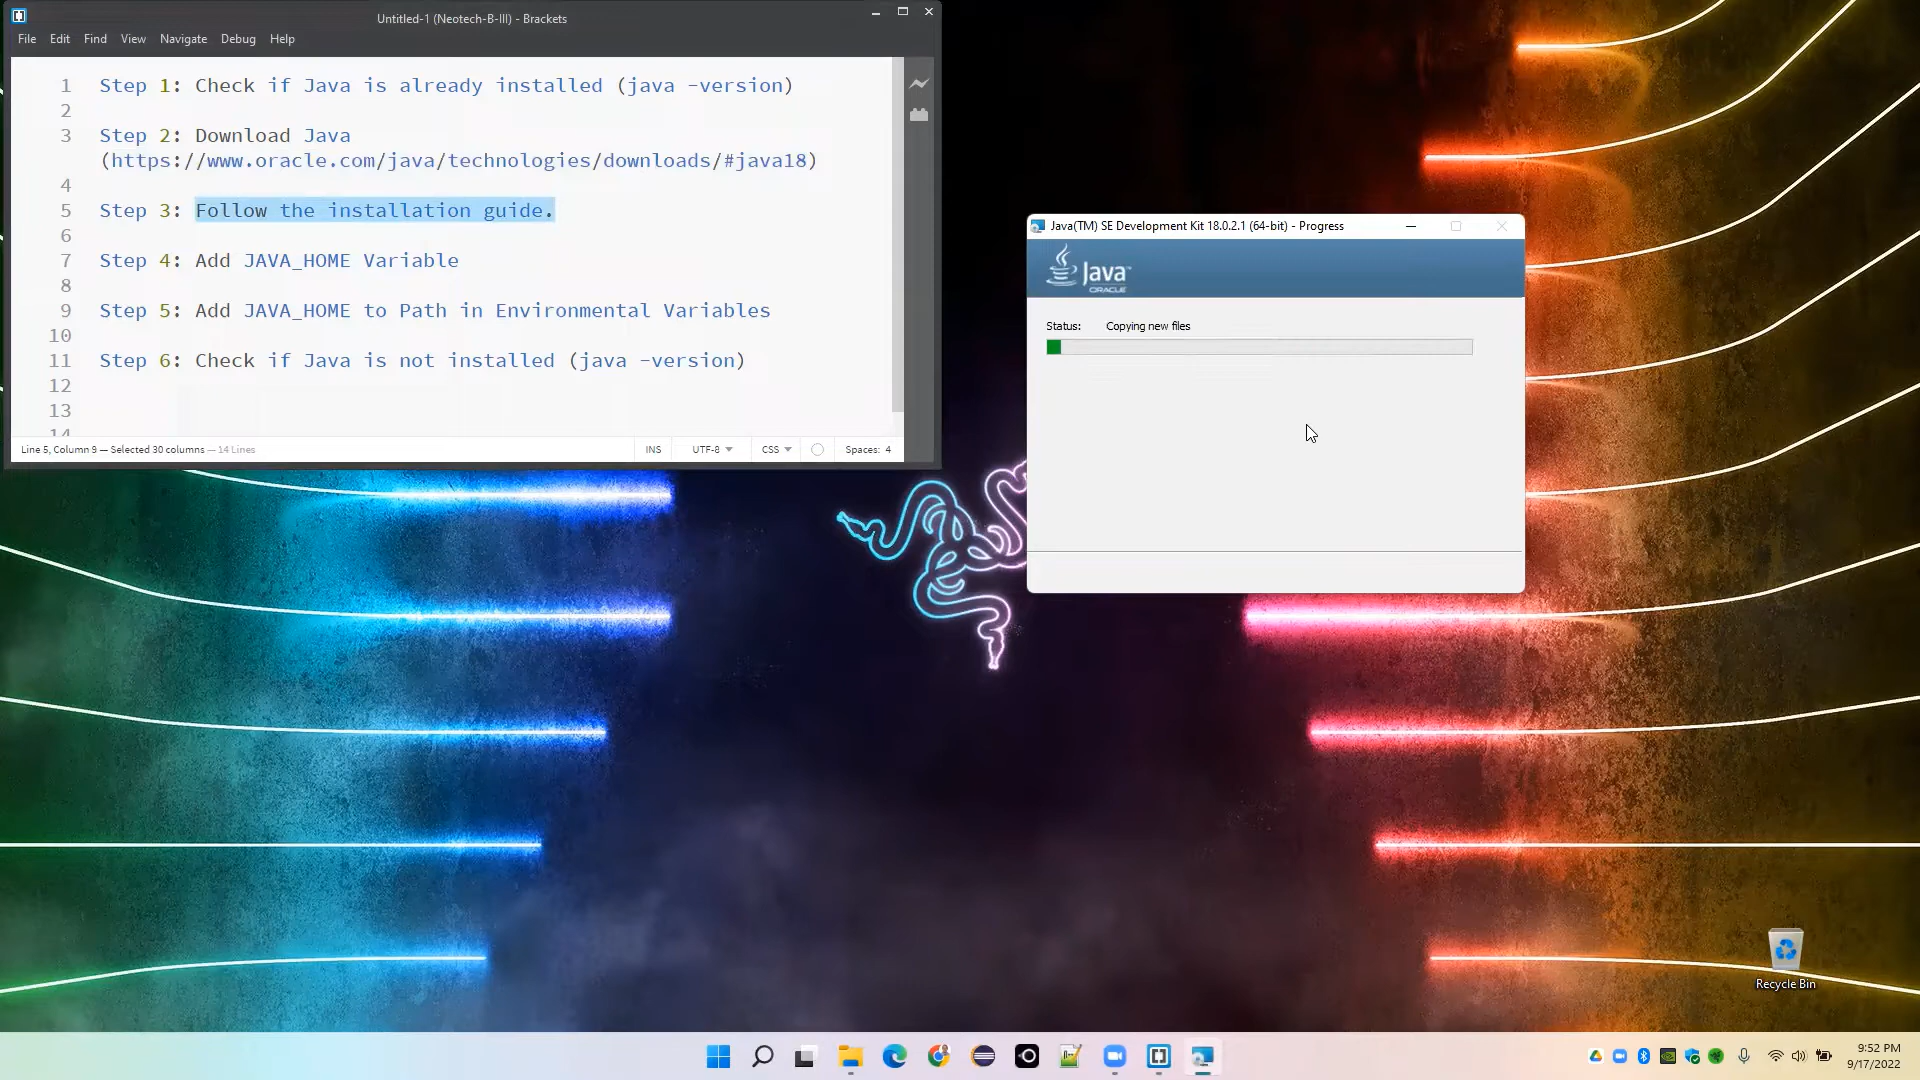 Untitled-1 (Neotech-B-III) - Brackets
File Edit Find View Navigate Debug Help
1 Step 1: Check if Java is already installed (java -version)
2
3 Step 2: Download Java
(https://www.oracle.com/java/technologies/downloads/#java18)
4
5 Step 3: Follow the installation guide.
6
7 Step 4: Add JAVA_HOME Variable
8
9 Step 5: Add JAVA_HOME to Path in Environmental Variables
10
11 Step 6: Check if Java is not installed (java -version)
12
13
14
Line 5, Column 9 — Selected 30 columns — 14 Lines
INS UTF-8 CSS Spaces: 4
Java(TM) SE Development Kit 18.0.2.1 (64-bit) - Progress
Java™
ORACLE
Status: Copying new files
Recycle Bin
9:52 PM
9/17/2022